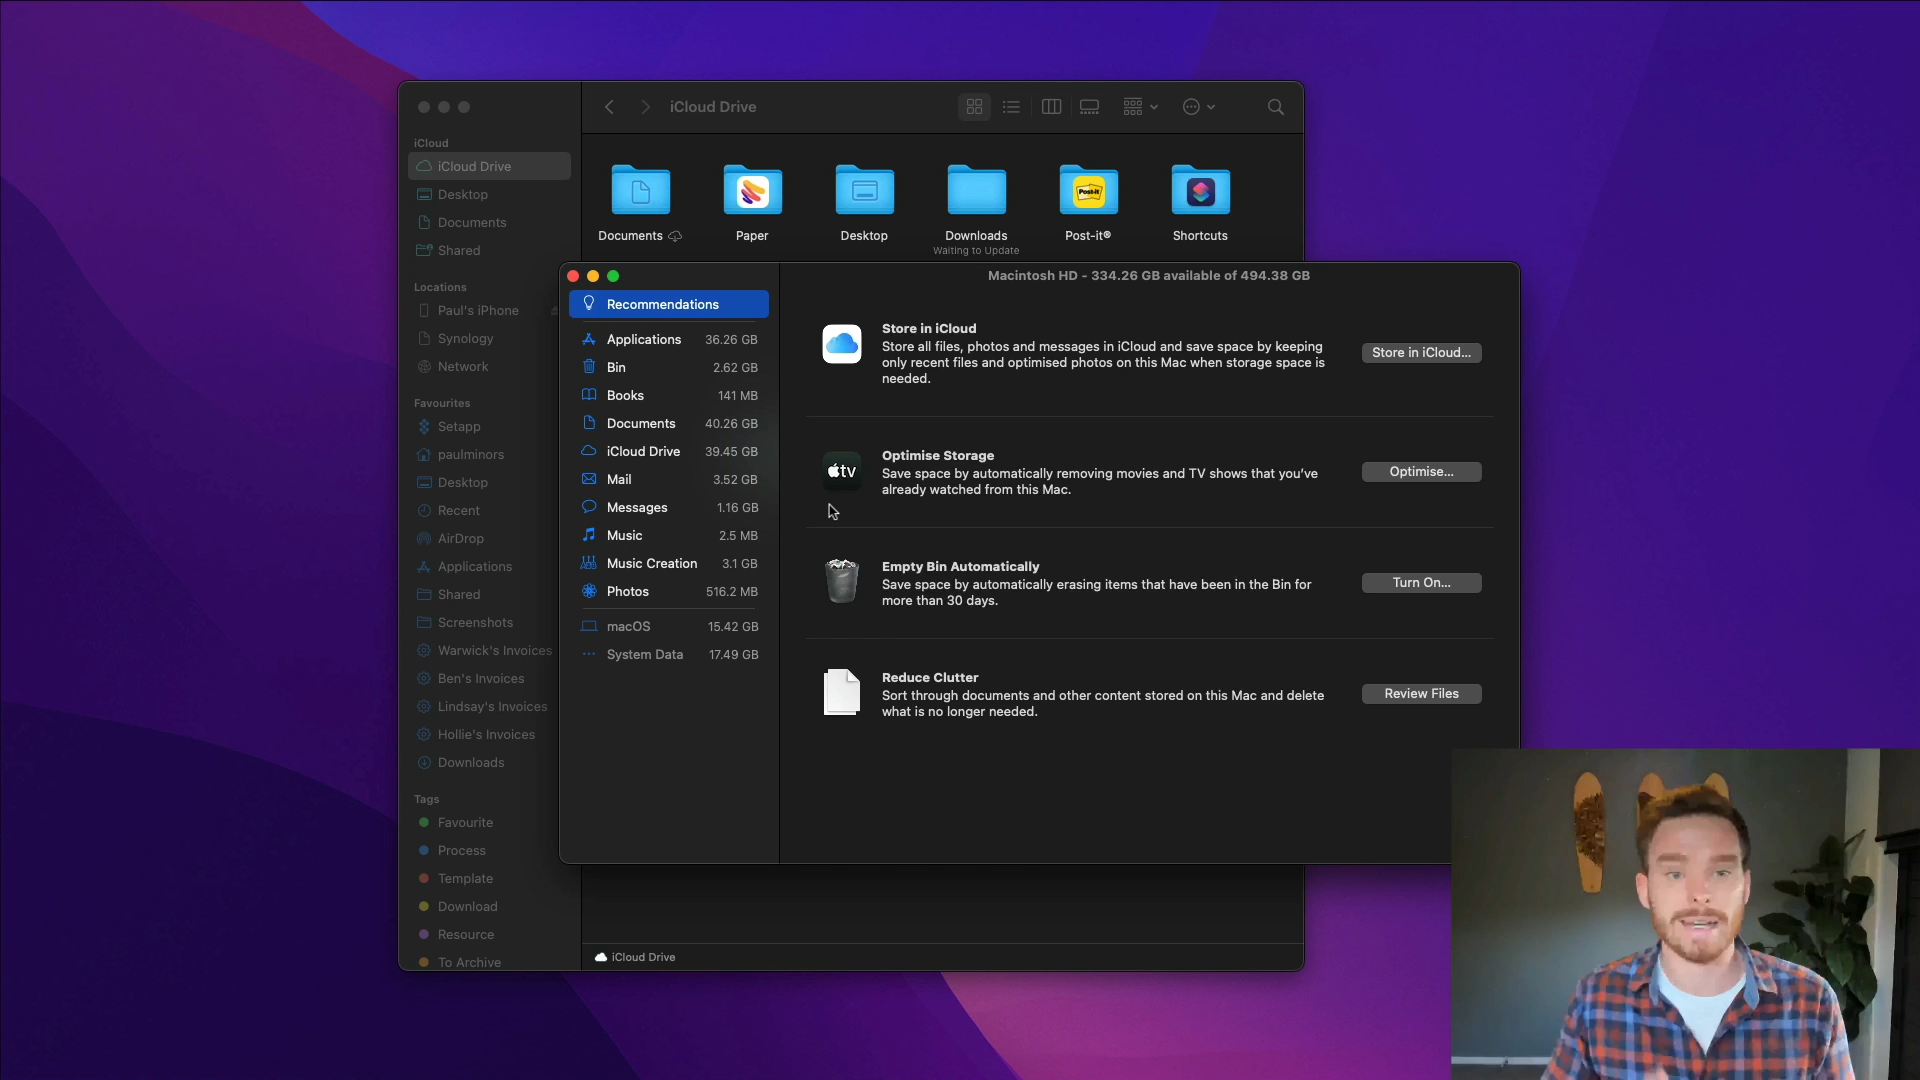 iCloud Drive
iCloud
iCloud Drive
Desktop
Documents
Shared
Locations
Paul's iPhone
Synology
Network
Favourites
Setapp
paulminors
Desktop
Recent
AirDrop
Applications
Shared
Screenshots
Warwick's Invoices
Ben's Invoices
Lindsay's Invoices
Hollie's Invoices
Downloads
Tags
Favourite
Process
Template
Download
Resource
To Archive
Documents
Paper
Desktop
Downloads
Waiting to Update
Post-it
Post-it®
Shortcuts
Macintosh HD - 334.26 GB available of 494.38 GB
Recommendations
Applications 36.26 GB
Bin 2.62 GB
Books 141 MB
Documents 40.26 GB
iCloud Drive 39.45 GB
Mail 3.52 GB
Messages 1.16 GB
Music 2.5 MB
Music Creation 3.1 GB
Photos 516.2 MB
macOS 15.42 GB
System Data 17.49 GB
Store in iCloud
Store all files, photos and messages in iCloud and save space by keeping
only recent files and optimised photos on this Mac when storage space is
needed.
Store in iCloud...
tv
Optimise Storage
Save space by automatically removing movies and TV shows that you've
already watched from this Mac.
Optimise...
Empty Bin Automatically
Save space by automatically erasing items that have been in the Bin for
more than 30 days.
Turn On...
Reduce Clutter
Sort through documents and other content stored on this Mac and delete
what is no longer needed.
Review Files
iCloud Drive